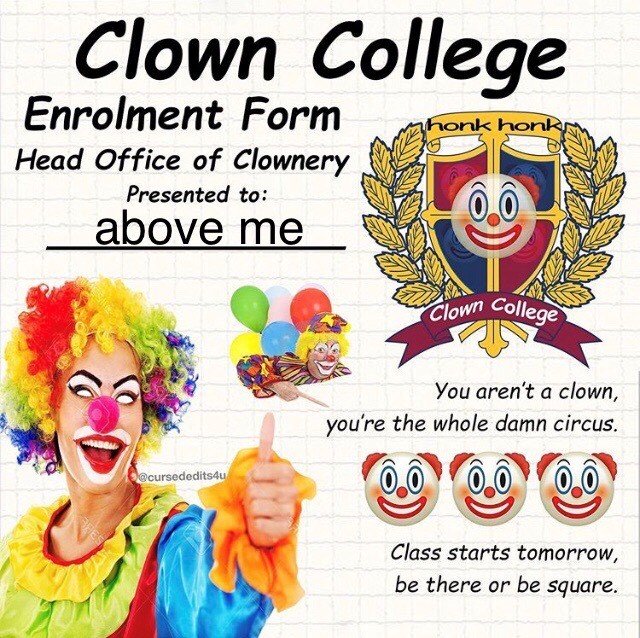 Clown College
Enrolment Form
Head Office of Clownery
Presented to:
above me
honk honk
Clown College
@cursededits4u
You aren't a clown,
you're the whole damn circus.
Class starts tomorrow,
be there or be square.